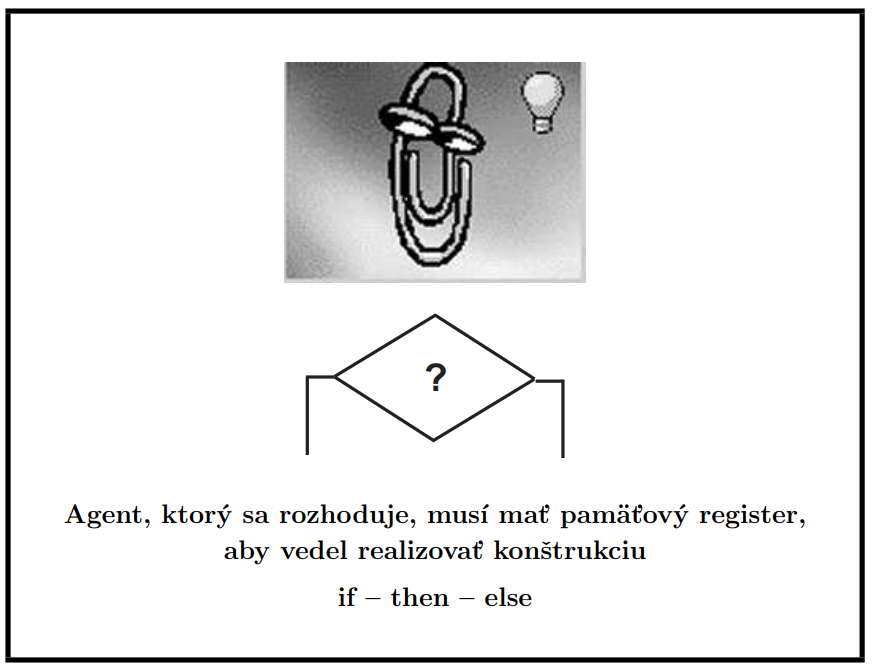 ?
Agent, ktorý sa rozhoduje, musí mať pamäťový register,
aby vedel realizovať konštrukciu
if – then – else